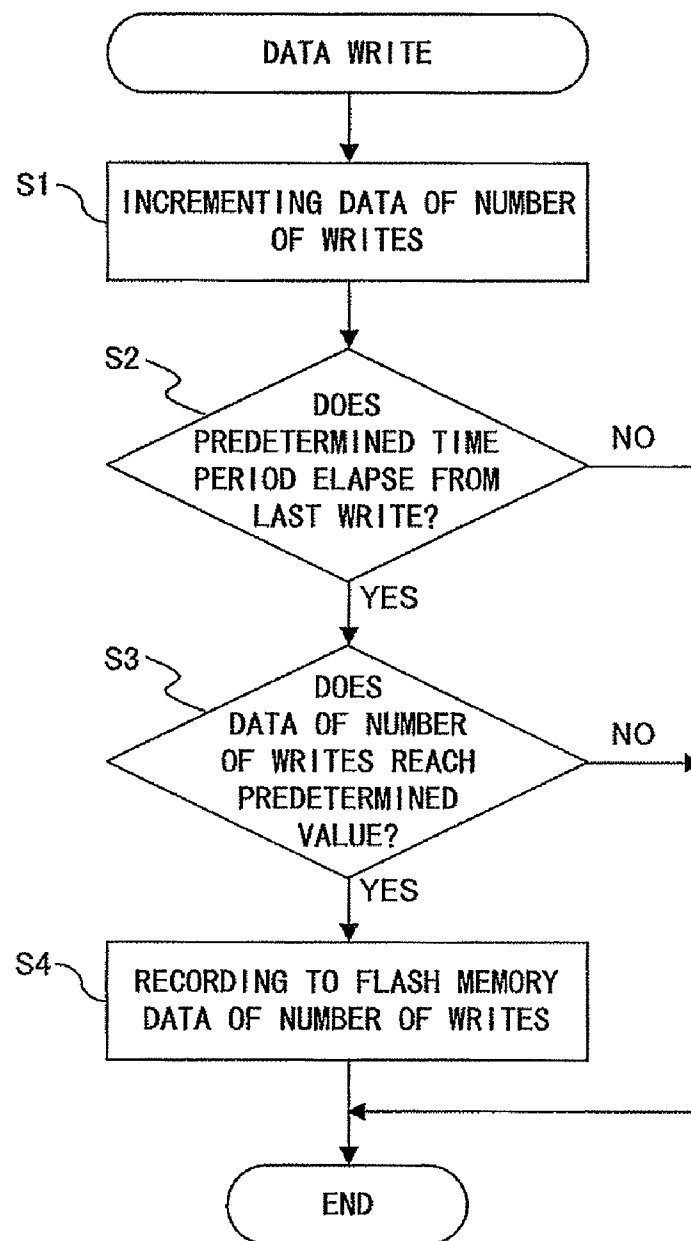 DATA WRITE
S1
INCREMENTING DATA OF NUMBER
OF WRITES
S2
DOES
PREDETERMINED TIME
PERIOD ELAPSE FROM
LAST WRITE?
NO
YES
S3
DOES
DATA OF NUMBER
OF WRITES REACH
PREDETERMINED
VALUE?
NO
YES
S4
RECORDING TO FLASH MEMORY
DATA OF NUMBER OF WRITES
END